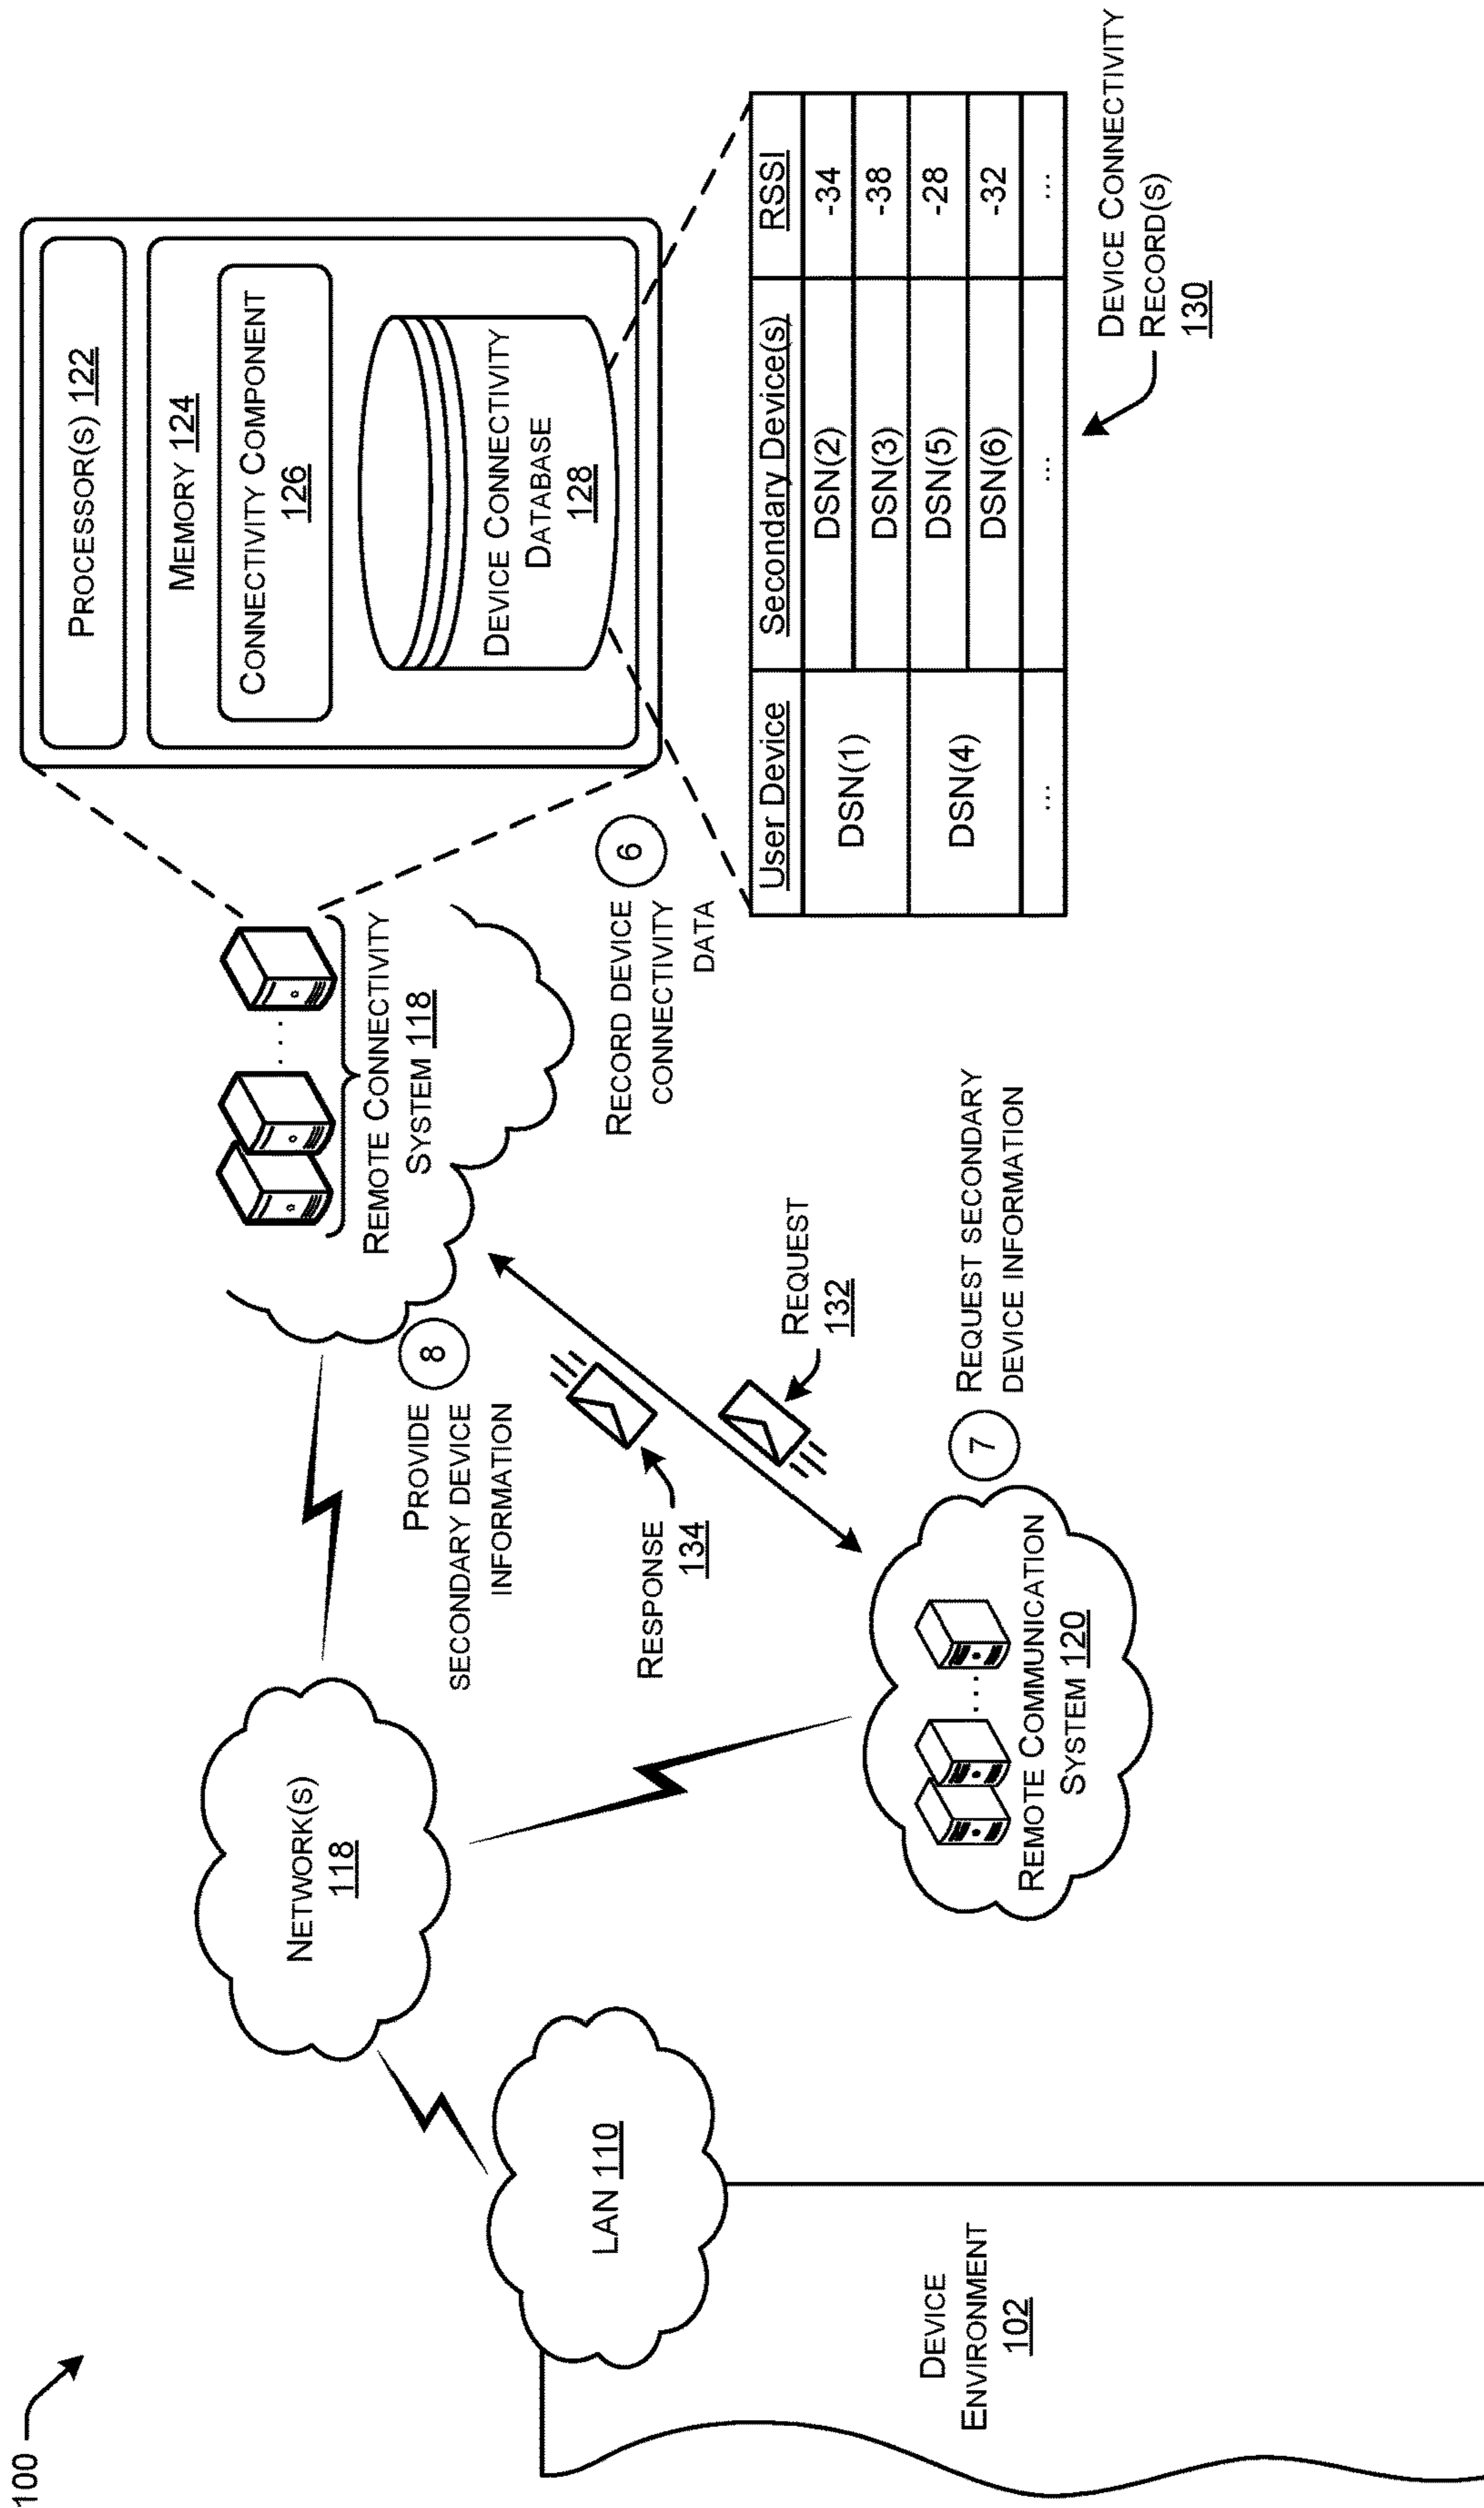 100
PROCESSOR(S) 122
MEMORY 124
CONNECTIVITY COMPONENT
126
DEVICE CONNECTIVITY
DATABASE
128
REMOTE CONNECTIVITY
SYSTEM 118
NETWORK(S)
118
LAN 110
DEVICE
ENVIRONMENT
102
8
PROVIDE
SECONDARY DEVICE
INFORMATION
RESPONSE
134
REQUEST
132
6
RECORD DEVICE
CONNECTIVITY
DATA
REMOTE COMMUNICATION
SYSTEM 120
7
REQUEST SECONDARY
DEVICE INFORMATION
User Device Secondary Device(s) RSSI
DSN(1) DSN(2) -34
DSN(3) -38
DSN(4) DSN(5) -28
DSN(6) -32
... ... ...
DEVICE CONNECTIVITY
RECORD(S)
130